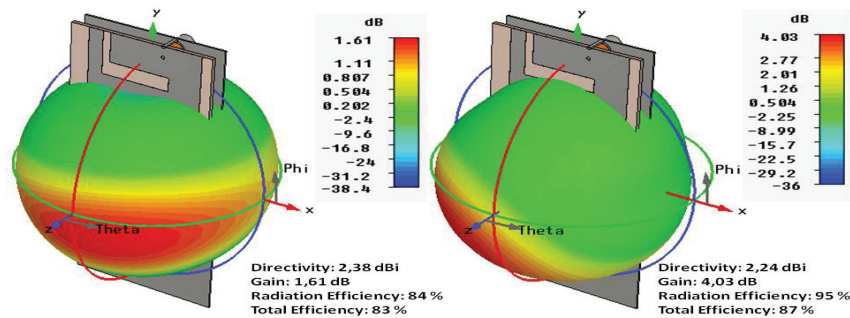 y
dB
1.61
1.11
0.807
0.504
0.202
-2.4
-9.6
-16.8
-24
-31.2
-38.4
Phi
x
z
Theta
Directivity: 2,38 dBi
Gain: 1,61 dB
Radiation Efficiency: 84 %
Total Efficiency: 83 %
y
dB
4.03
2.77
2.01
1.26
0.504
-2.25
-8.99
-15.7
-22.5
-29.2
-36
Phi
x
z
Theta
Directivity: 2,24 dBi
Gain: 4,03 dB
Radiation Efficiency: 95 %
Total Efficiency: 87 %